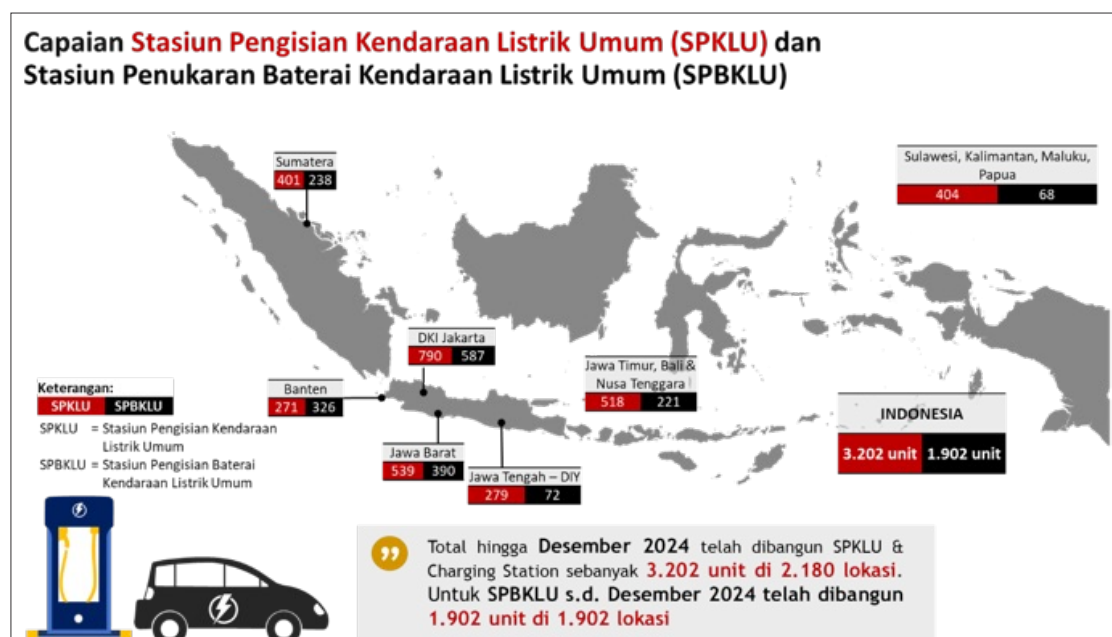 Capaian Stasiun Pengisian Kendaraan Listrik Umum (SPKLU) dan
Stasiun Penukaran Baterai Kendaraan Listrik Umum (SPBKLU)
Sumatera
401 238
Sulawesi, Kalimantan, Maluku,
Papua
404 68
DKI Jakarta
790 587
Jawa Timur, Bali &
Nusa Tenggara
518 221
Banten
271 326
Jawa Barat
539 390
Jawa Tengah – DIY
279 72
INDONESIA
3.202 unit 1.902 unit
Keterangan:
SPKLU SPBKLU
SPKLU = Stasiun Pengisian Kendaraan
Listrik Umum
SPBKLU = Stasiun Pengisian Baterai
Kendaraan Listrik Umum
Total hingga Desember 2024 telah dibangun SPKLU &
Charging Station sebanyak 3.202 unit di 2.180 lokasi.
Untuk SPBKLU s.d. Desember 2024 telah dibangun
1.902 unit di 1.902 lokasi